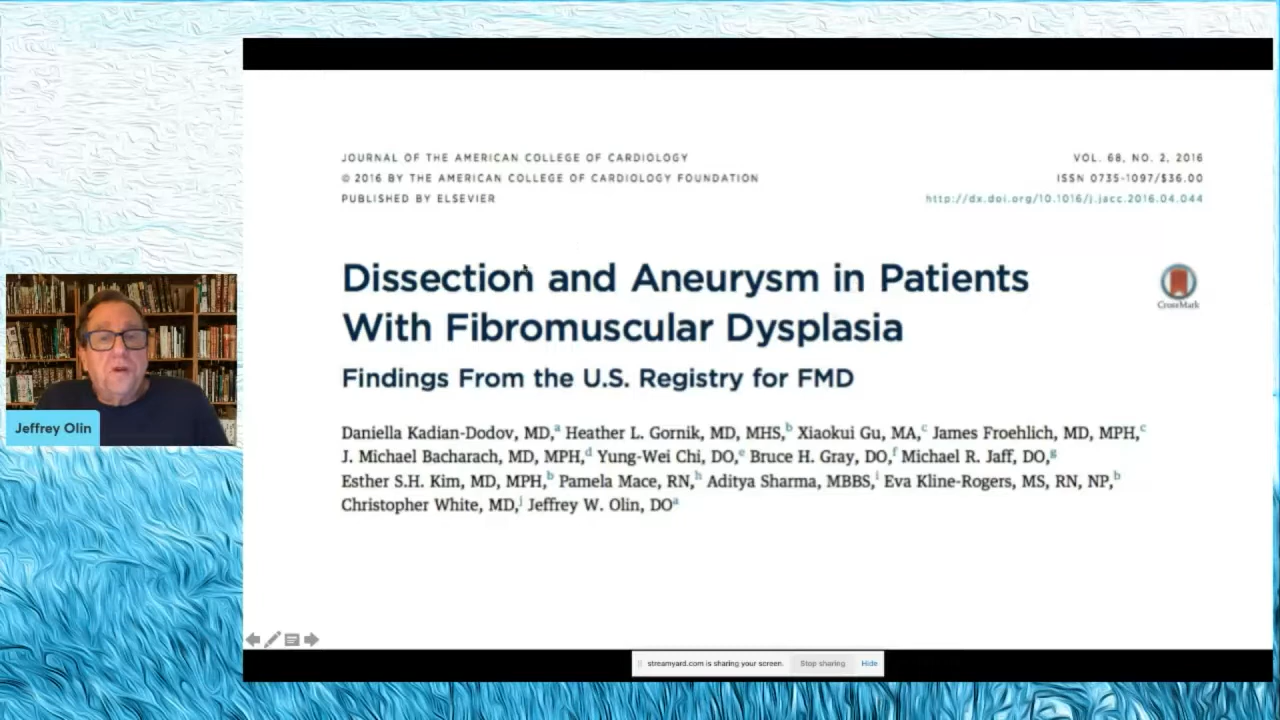 JOURNAL OF THE AMERICAN COLLEGE OF CARDIOLOGY
VOL. 68, NO. 2, 2016
© 2016 BY THE AMERICAN COLLEGE OF CARDIOLOGY FOUNDATION
ISSN 0735-1097/$36.00
PUBLISHED BY ELSEVIER
http://dx.doi.org/10.1016/j.jacc.2016.04.044
Dissection and Aneurysm in Patients
With Fibromuscular Dysplasia
CrossMark
Findings From the U.S. Registry for FMD
Daniella Kadian-Dodov, MD,a Heather L. Gornik, MD, MHS,b Xiaokui Gu, MA,c James Froehlich, MD, MPH,c
J. Michael Bacharach, MD, MPH,d Yung-Wei Chi, DO,e Bruce H. Gray, DO,f Michael R. Jaff, DO,g
Esther S.H. Kim, MD, MPH,b Pamela Mace, RN,h Aditya Sharma, MBBS,i Eva Kline-Rogers, MS, RN, NP,b
Christopher White, MD,j Jeffrey W. Olin, DOa
Jeffrey Olin
streamyard.com is sharing your screen. Stop sharing Hide